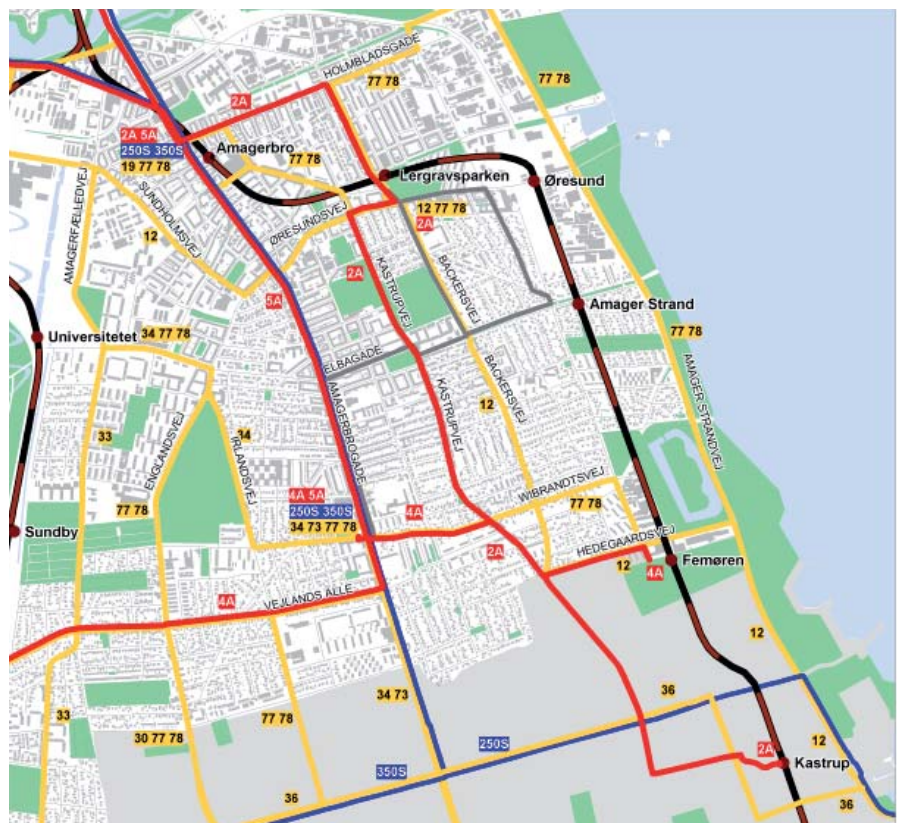 HOLMBLADSGADE
77 78
77 78
2A
2A 5A
250S 350S
19 77 78
Amagerbro
77 78
Lergravsparken
Øresund
AMAGERFÆLLEDVEJ
SUNDHOLMSVEJ
12
ØRESUNDSVEJ
12 77 78
2A
2A
KASTRUPVEJ
BACKERSVEJ
5A
Amager Strand
Universitetet
34 77 78
77 78
ELBAGADE
AMAGERBROGADE
KASTRUPVEJ
BACKERSVEJ
AMAGER STRANDVEJ
12
33
ENGLANDSVEJ
34
IRLANDSVEJ
4A 5A
250S 350S
34 73 77 78
4A
WIBRANDTSVEJ
77 78
77 78
Sundby
2A
HEDEGAARDSVEJ
12
4A
Femøren
4A
VEJLANDS ALLE
12
33
30 77 78
77 78
34 73
36
250S
350S
2A
12
Kastrup
36
36